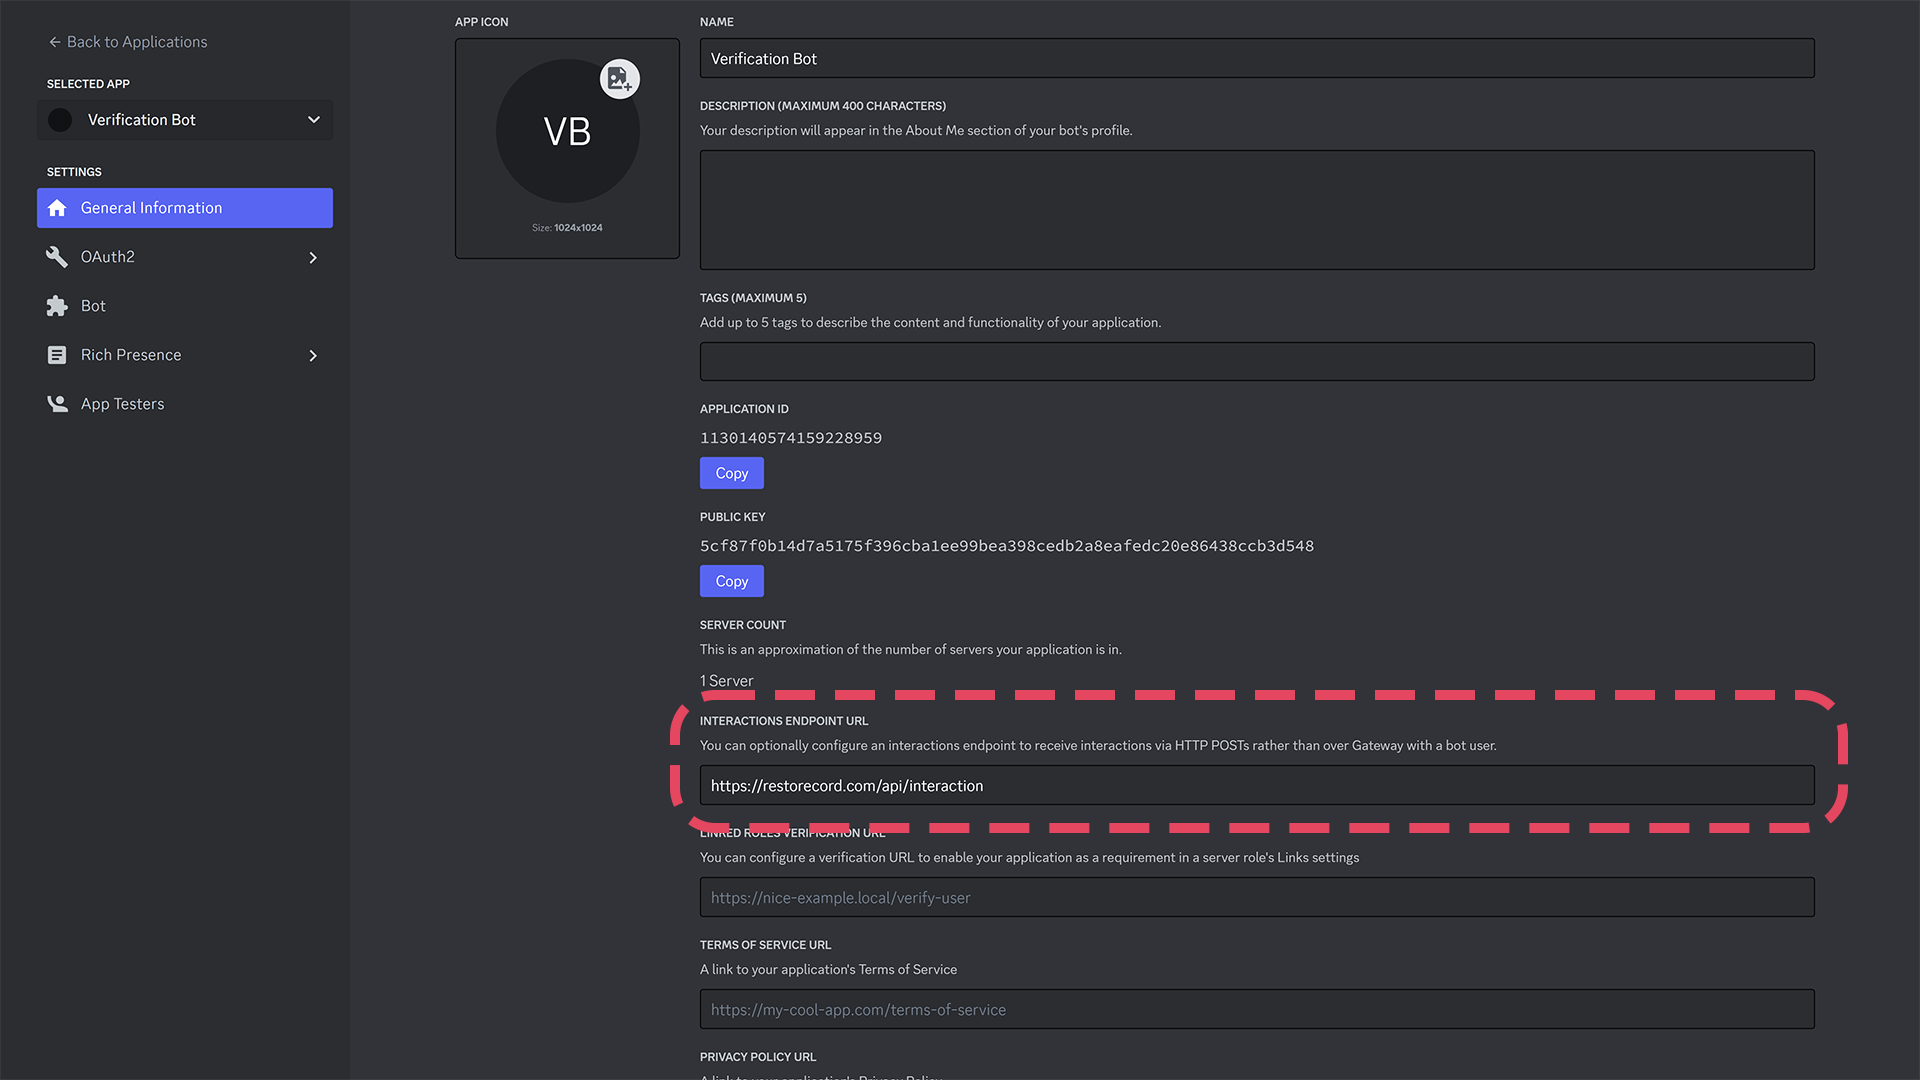 Back to Applications
SELECTED APP
Verification Bot
SETTINGS
General Information
OAuth2
Bot
Rich Presence
App Testers
APP ICON
VB
Size: 1024x1024
NAME
Verification Bot
DESCRIPTION (MAXIMUM 400 CHARACTERS)
Your description will appear in the About Me section of your bot's profile.
TAGS (MAXIMUM 5)
Add up to 5 tags to describe the content and functionality of your application.
APPLICATION ID
1130140574159228959
Copy
PUBLIC KEY
5cf87f0b14d7a5175f396cba1ee99bea398cedb2a8eafedc20e86438ccb3d548
Copy
SERVER COUNT
This is an approximation of the number of servers your application is in.
1 Server
INTERACTIONS ENDPOINT URL
You can optionally configure an interactions endpoint to receive interactions via HTTP POSTs rather than over Gateway with a bot user.
https://restorecord.com/api/interaction
LINKED ROLES VERIFICATION URL
You can configure a verification URL to enable your application as a requirement in a server role's Links settings
https://nice-example.local/verify-user
TERMS OF SERVICE URL
A link to your application's Terms of Service
https://my-cool-app.com/terms-of-service
PRIVACY POLICY URL
A link to your application's Privacy Policy